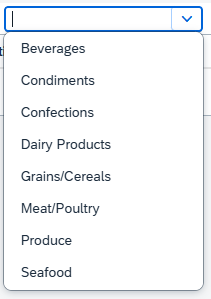 Beverages
Condiments
Confections
Dairy Products
Grains/Cereals
Meat/Poultry
Produce
Seafood